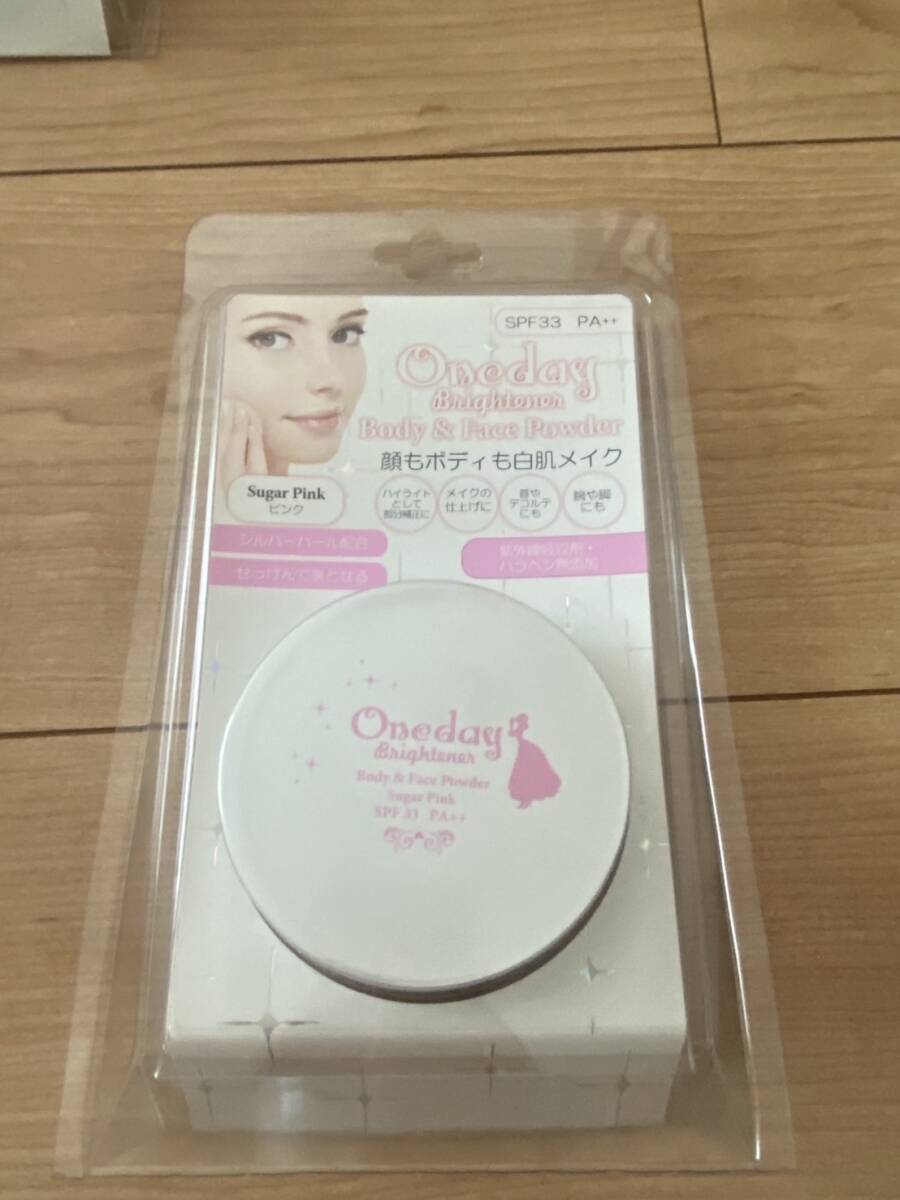 SPF33 PA++
Oneday
Brightener
Body & Face Powder
顔もボディも白肌メイク
Sugar Pink
ピンク
ハイライト
として
部分補正に
メイクの
仕上げに
首や
デコルテ
にも
腕や脚
にも
シルバーパール配合
せっけんで落とせる
紫外線吸収剤・
パラベン無添加
Oneday
Brightener
Body & Face Powder
Sugar Pink
SPF 33 PA++